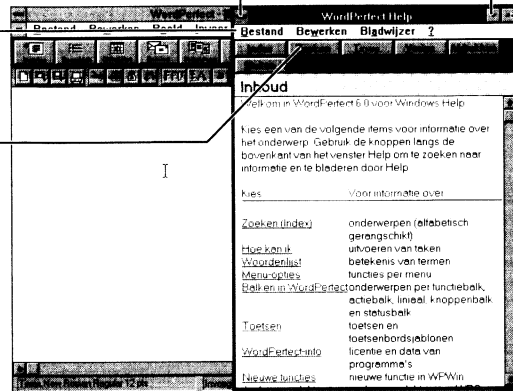 WordPerfect Help
Bestand Bewerken Beeld
Bestand Bewerken Bladwijzer ?
Inhoud
Welkom in WordPerfect 6.0 voor Windows Help
Kies een van de volgende items voor informatie over
het onderwerp. Gebruik de knoppen langs de
bovenkant van het venster Help om te zoeken naar
informatie en te bladeren door Help
Kies Voor informatie over
Zoeken (index) onderwerpen (alfabetisch
gerangschikt)
Hoe kan ik uitvoeren van taken
Woordenlijst betekenis van termen
Menu-opties functies per menu
Balken in WordPerfect onderwerpen per functiebalk,
actiebalk, liniaal, knoppenbalk
en statusbalk
Toetsen toetsen en
toetsenbordsjablonen
WordPerfect-info licentie en data van
programma's
Nieuwe functies nieuwe functie in WPWin